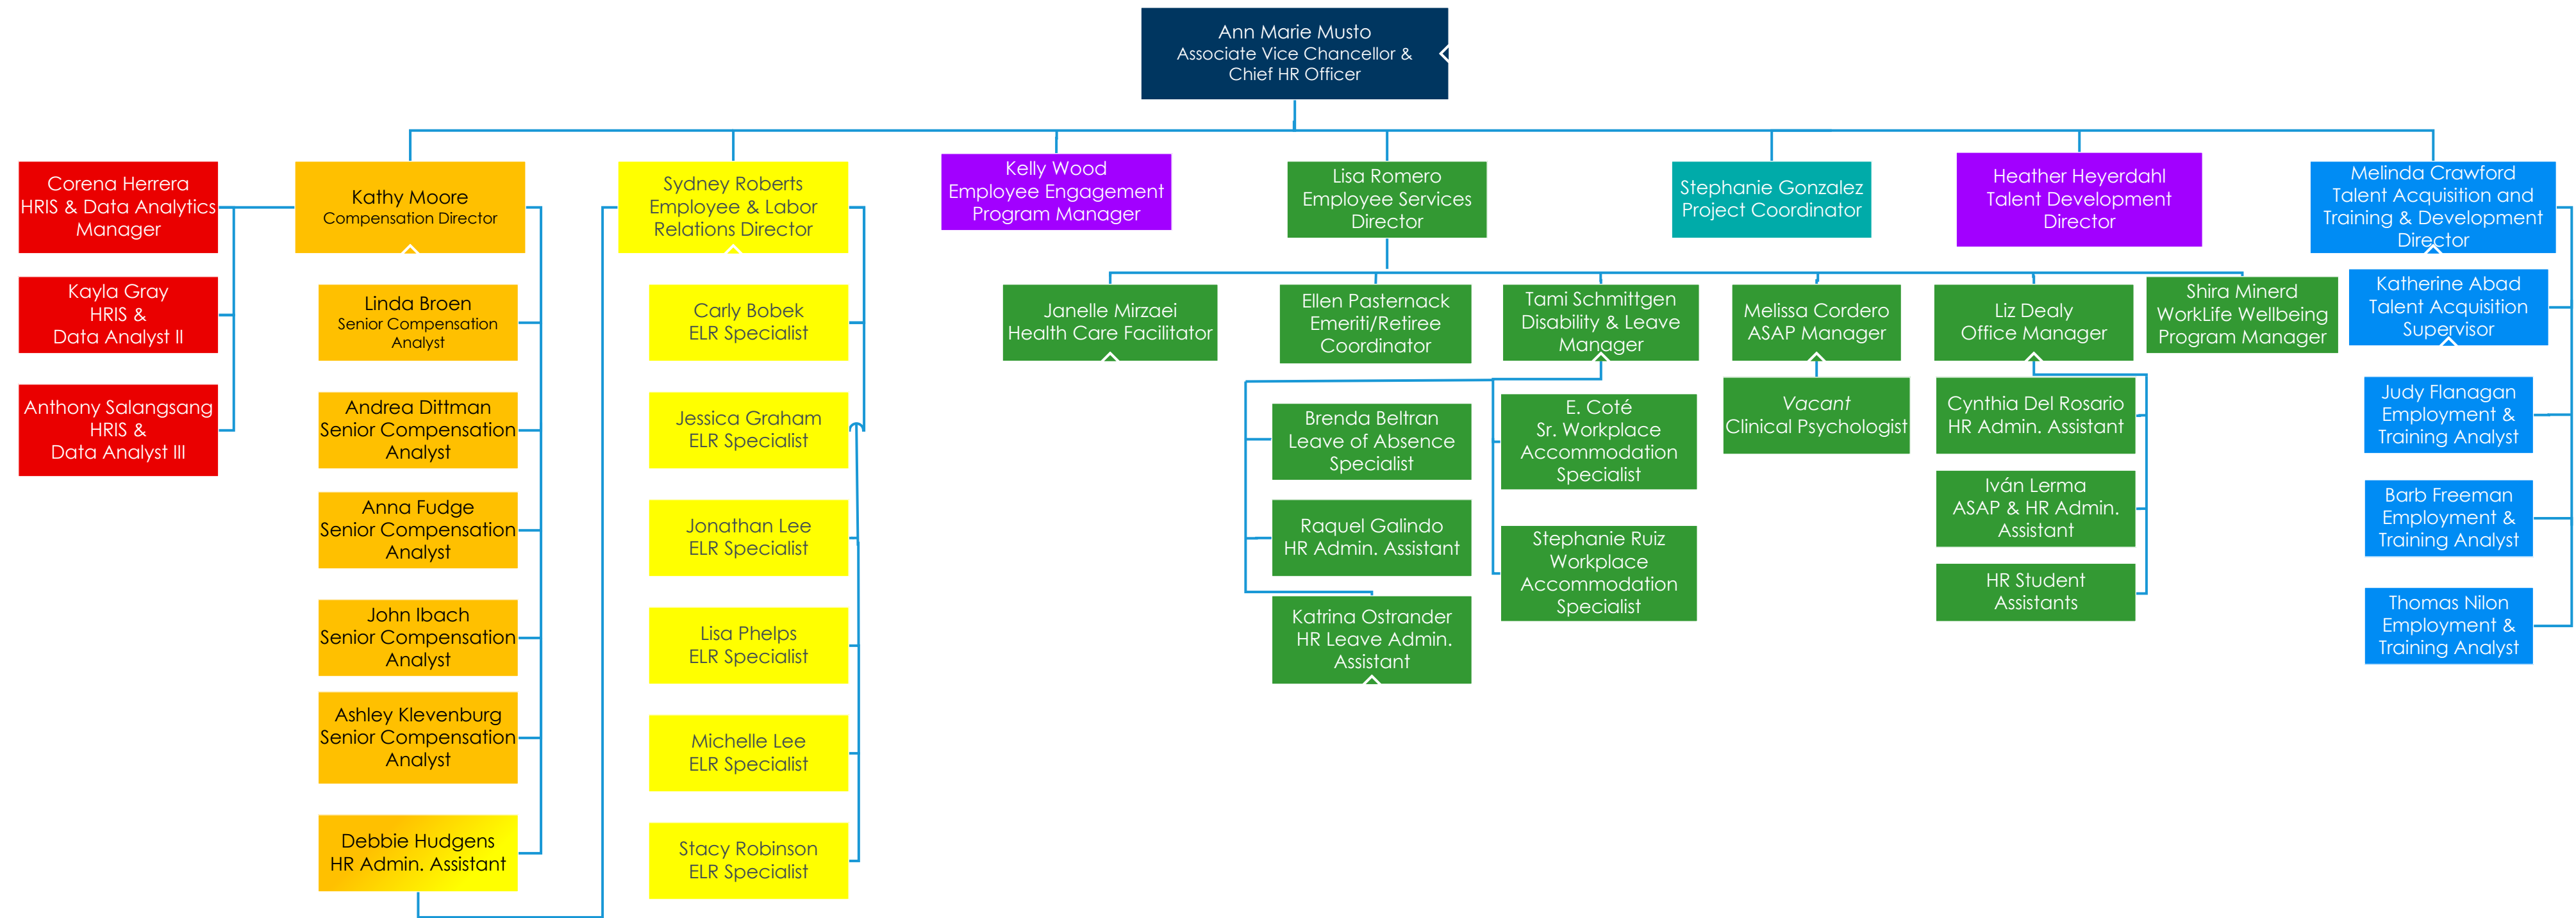 Ann Marie Musto
Associate Vice Chancellor &
Chief HR Officer
Corena Herrera
HRIS & Data Analytics
Manager
Kayla Gray
HRIS &
Data Analyst II
Anthony Salangsang
HRIS &
Data Analyst III
Kathy Moore
Compensation Director
Linda Broen
Senior Compensation
Analyst
Andrea Dittman
Senior Compensation
Analyst
Anna Fudge
Senior Compensation
Analyst
John Ibach
Senior Compensation
Analyst
Ashley Klevenburg
Senior Compensation
Analyst
Debbie Hudgens
HR Admin. Assistant
Sydney Roberts
Employee & Labor
Relations Director
Carly Bobek
ELR Specialist
Jessica Graham
ELR Specialist
Jonathan Lee
ELR Specialist
Lisa Phelps
ELR Specialist
Michelle Lee
ELR Specialist
Stacy Robinson
ELR Specialist
Kelly Wood
Employee Engagement
Program Manager
Lisa Romero
Employee Services
Director
Janelle Mirzaei
Health Care Facilitator
Ellen Pasternack
Emeriti/Retiree
Coordinator
Tami Schmittgen
Disability & Leave
Manager
Brenda Beltran
Leave of Absence
Specialist
Raquel Galindo
HR Admin. Assistant
Katrina Ostrander
HR Leave Admin.
Assistant
E. Coté
Sr. Workplace
Accommodation
Specialist
Stephanie Ruiz
Workplace
Accommodation
Specialist
Melissa Cordero
ASAP Manager
Vacant
Clinical Psychologist
Liz Dealy
Office Manager
Cynthia Del Rosario
HR Admin. Assistant
Iván Lerma
ASAP & HR Admin.
Assistant
HR Student
Assistants
Shira Minerd
WorkLife Wellbeing
Program Manager
Stephanie Gonzalez
Project Coordinator
Heather Heyerdahl
Talent Development
Director
Melinda Crawford
Talent Acquisition and
Training & Development
Director
Katherine Abad
Talent Acquisition
Supervisor
Judy Flanagan
Employment &
Training Analyst
Barb Freeman
Employment &
Training Analyst
Thomas Nilon
Employment &
Training Analyst